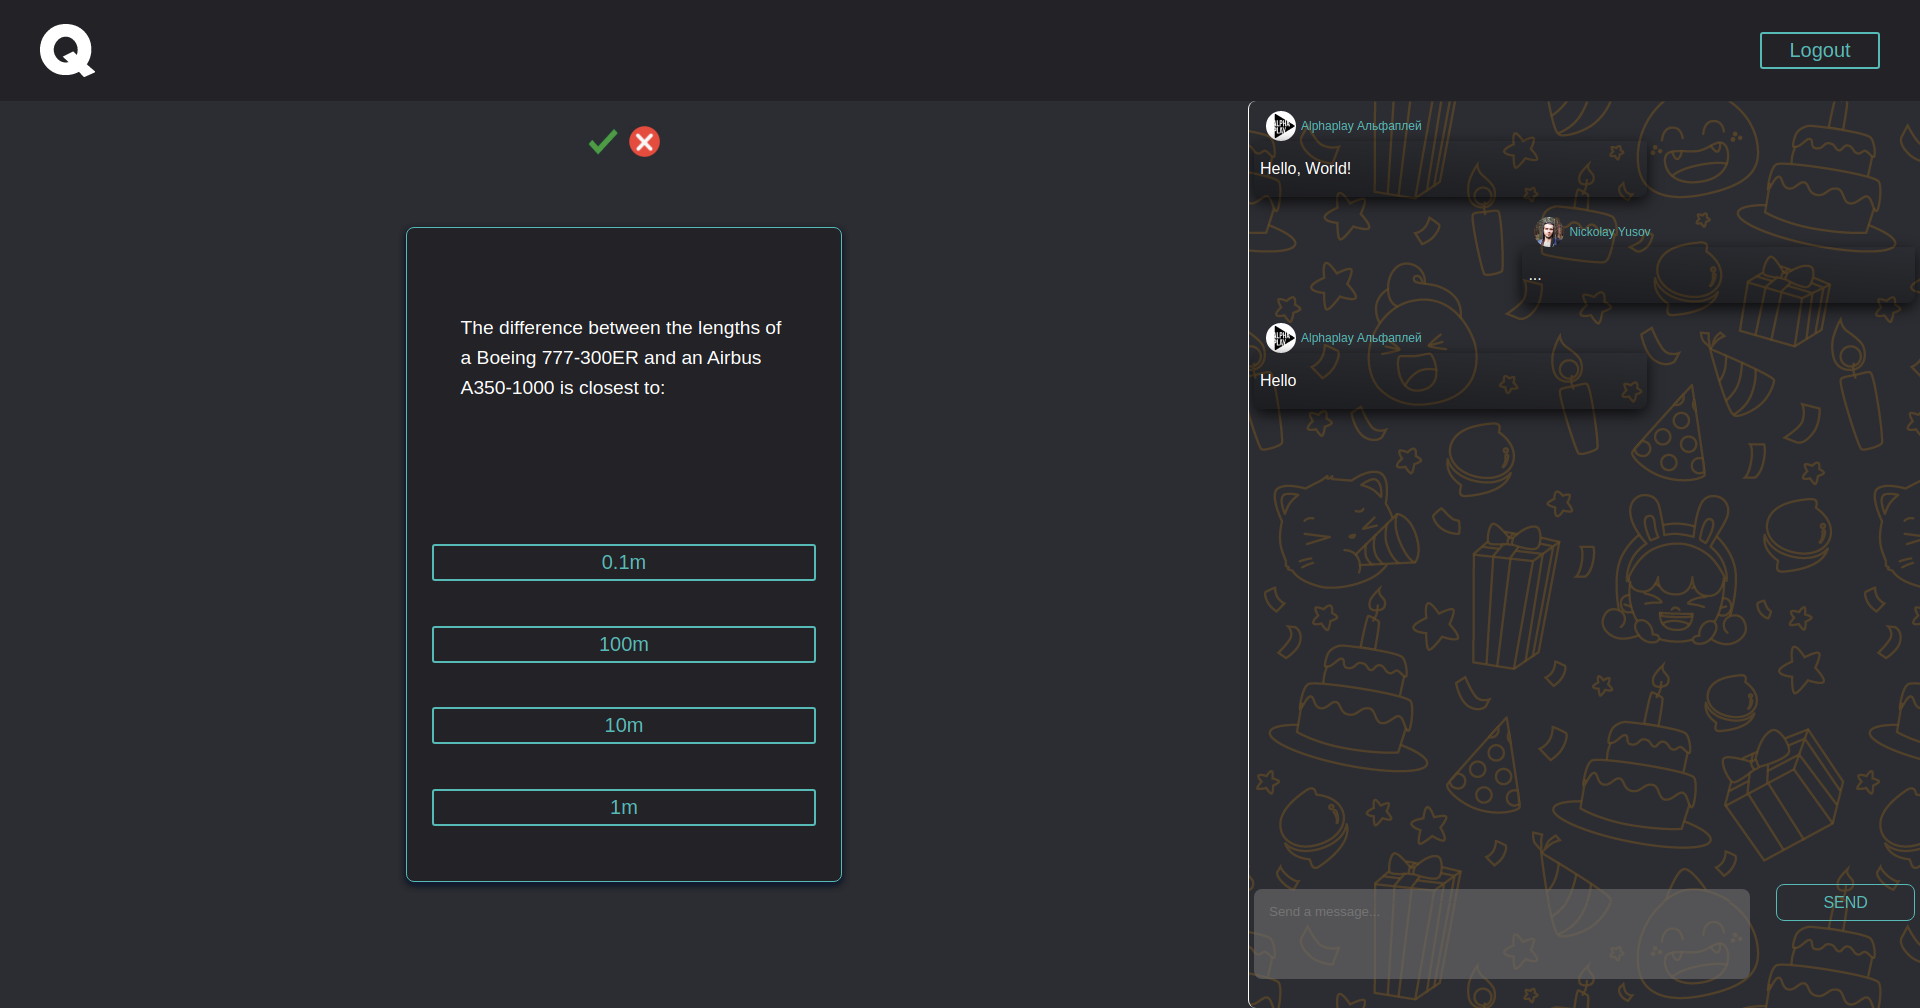 Q
Logout
The difference between the lengths of
a Boeing 777-300ER and an Airbus
A350-1000 is closest to:
0.1m
100m
10m
1m
Alphaplay Альфаплей
Hello, World!
Nickolay Yusov
...
Alphaplay Альфаплей
Hello
Send a message...
SEND